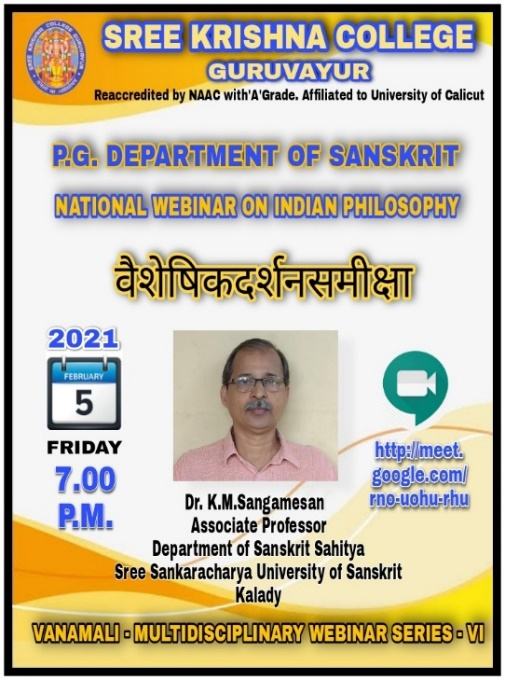 SREE KRISHNA COLLEGE
GURUVAYUR
Reaccredited by NAAC with'A'Grade. Affiliated to University of Calicut
P.G. DEPARTMENT OF SANSKRIT
NATIONAL WEBINAR ON INDIAN PHILOSOPHY
वैशेषिकदर्शनसमीक्षा
2021
FEBRUARY
5
FRIDAY
7.00
P.M.
http://meet.
google.com/
rno-uohu-rhu
Dr. K.M.Sangamesan
Associate Professor
Department of Sanskrit Sahitya
Sree Sankaracharya University of Sanskrit
Kalady
VANAMALI - MULTIDISCIPLINARY WEBINAR SERIES - VI